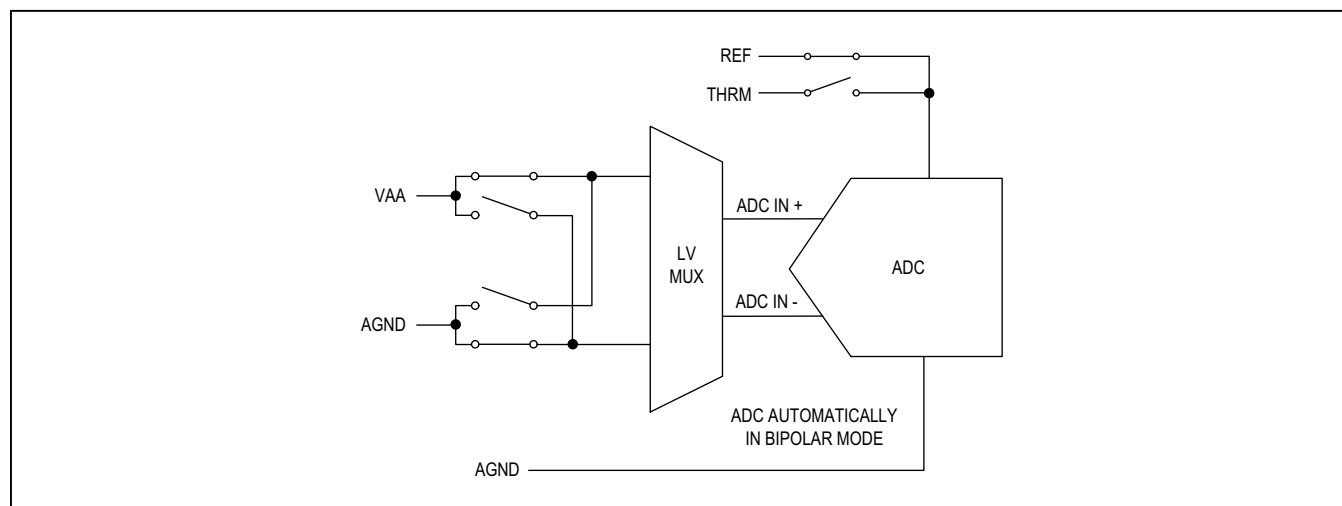 REF
THRM
VAA
ADC IN +
LV
MUX
ADC
ADC IN -
AGND
ADC AUTOMATICALLY
IN BIPOLAR MODE
AGND